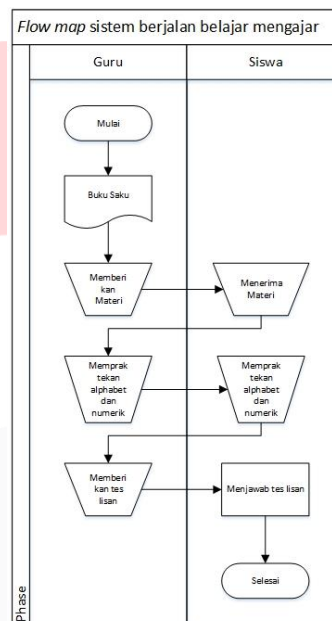 Flow map sistem berjalan belajar mengajar
Guru
Siswa
Mulai
Buku Saku
Memberi
kan
Materi
Menerima
Materi
Memprak
tekan
alphabet
dan
numerik
Memprak
tekan
alphabet
dan
numerik
Memberi
kan tes
lisan
Menjawab tes lisan
Selesai
Phase